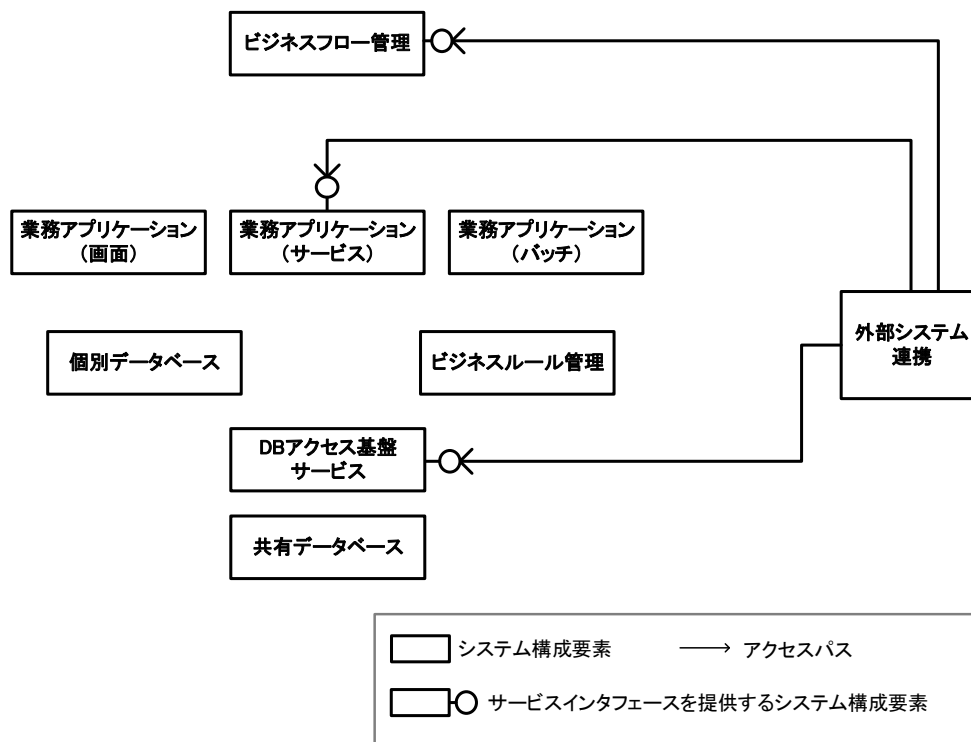 ビジネスフロー管理
業務アプリケーション
（画面）
業務アプリケーション
（サービス）
業務アプリケーション
（バッチ）
外部システム
連携
個別データベース
ビジネスルール管理
DBアクセス基盤
サービス
共有データベース
システム構成要素
アクセスパス
サービスインタフェースを提供するシステム構成要素